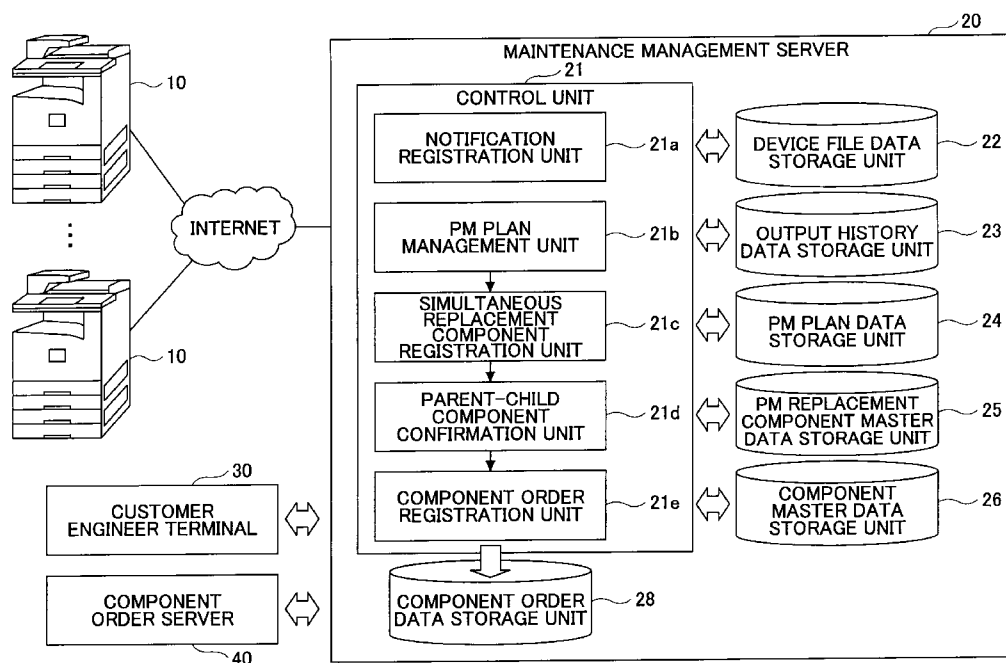 20
MAINTENANCE MANAGEMENT SERVER
10
21
CONTROL UNIT
NOTIFICATION
REGISTRATION UNIT
21a
DEVICE FILE DATA
STORAGE UNIT
22
INTERNET
PM PLAN
MANAGEMENT UNIT
21b
OUTPUT HISTORY
DATA STORAGE UNIT
23
SIMULTANEOUS
REPLACEMENT
COMPONENT
REGISTRATION UNIT
21c
PM PLAN DATA
STORAGE UNIT
24
10
PARENT-CHILD
COMPONENT
CONFIRMATION UNIT
21d
PM REPLACEMENT
COMPONENT MASTER
DATA STORAGE UNIT
25
30
CUSTOMER
ENGINEER TERMINAL
COMPONENT ORDER
REGISTRATION UNIT
21e
COMPONENT
MASTER DATA
STORAGE UNIT
26
COMPONENT
ORDER SERVER
40
COMPONENT ORDER
DATA STORAGE UNIT
28